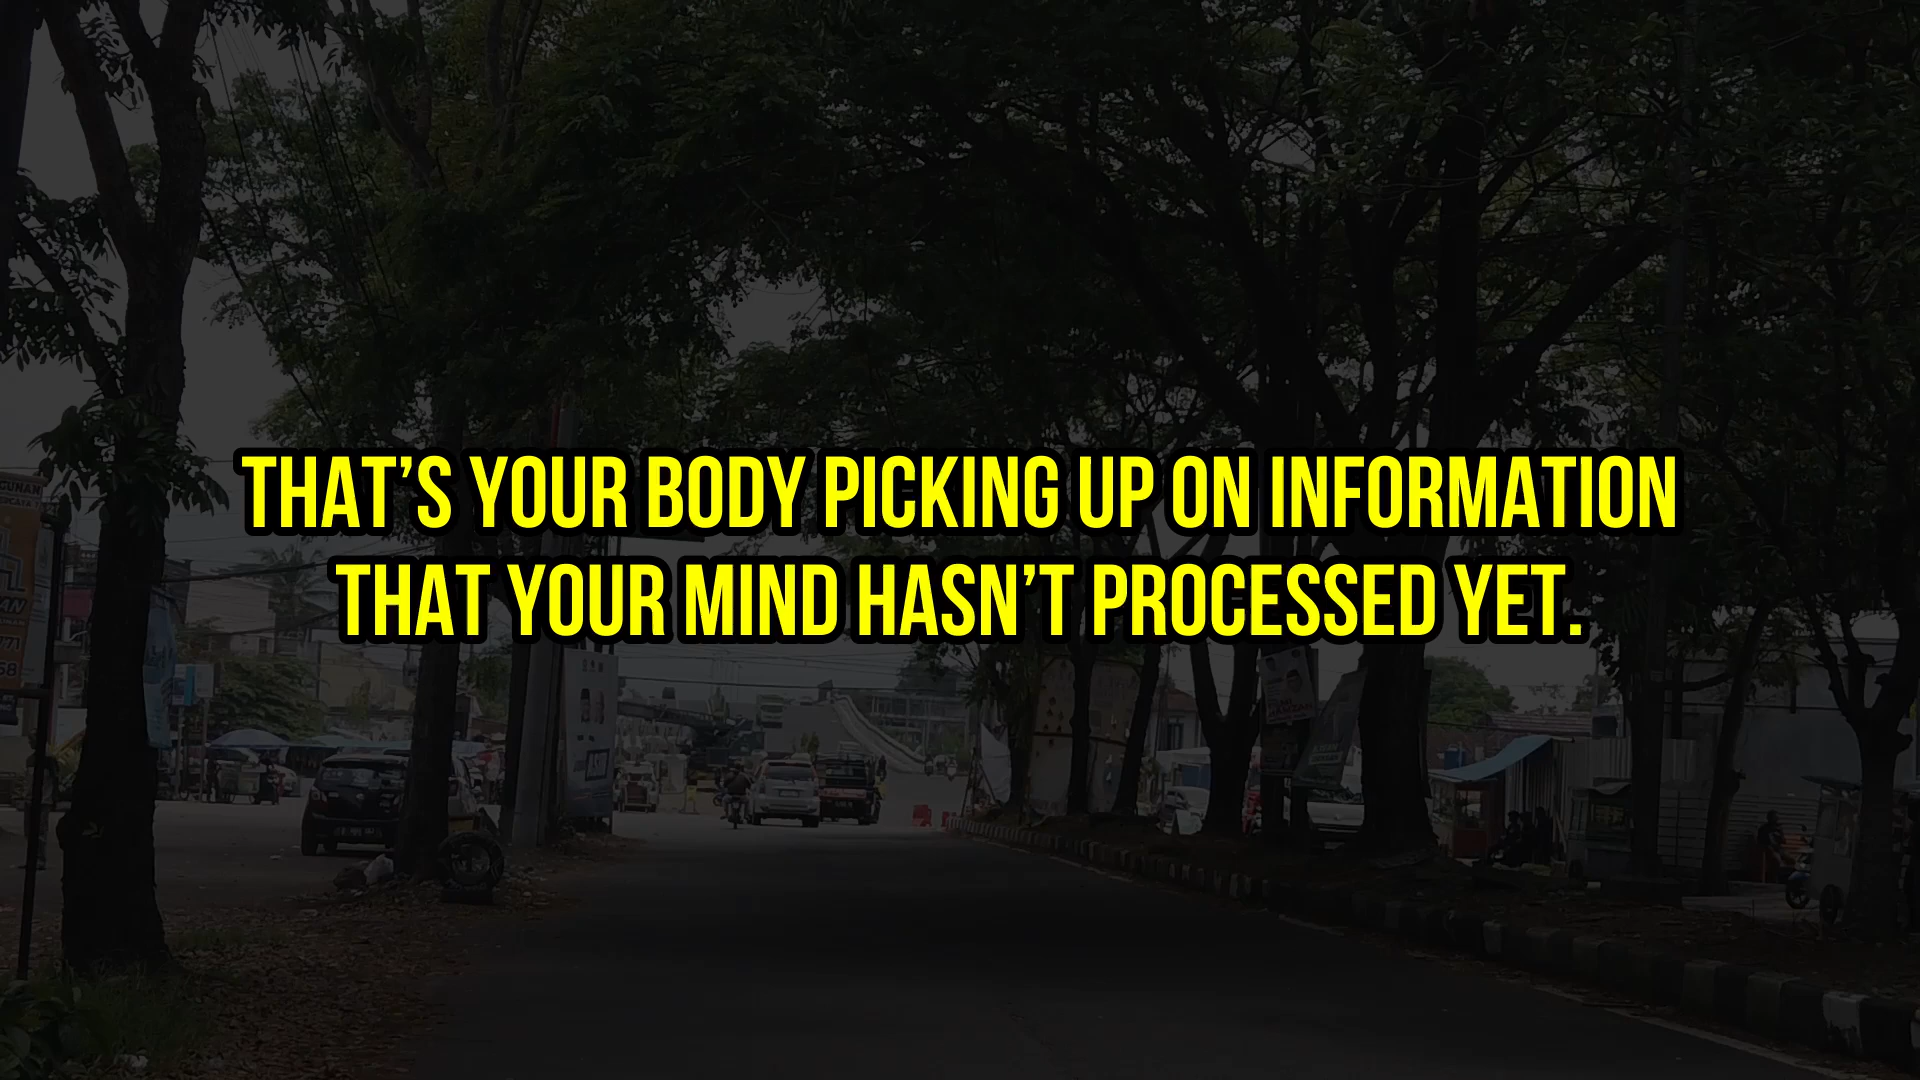 THAT’S YOUR BODY PICKING UP ON INFORMATION
THAT YOUR MIND HASN’T PROCESSED YET.